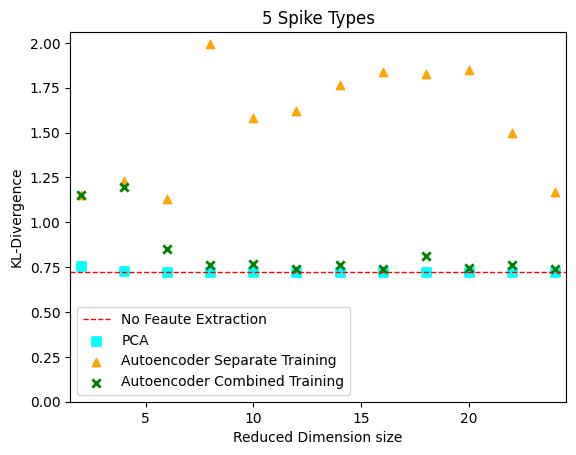 5 Spike Types
KL-Divergence
2.00
1.75
1.50
1.25
1.00
0.75
0.50
0.25
0.00
No Feaute Extraction
PCA
Autoencoder Separate Training
Autoencoder Combined Training
5
10
15
20
Reduced Dimension size